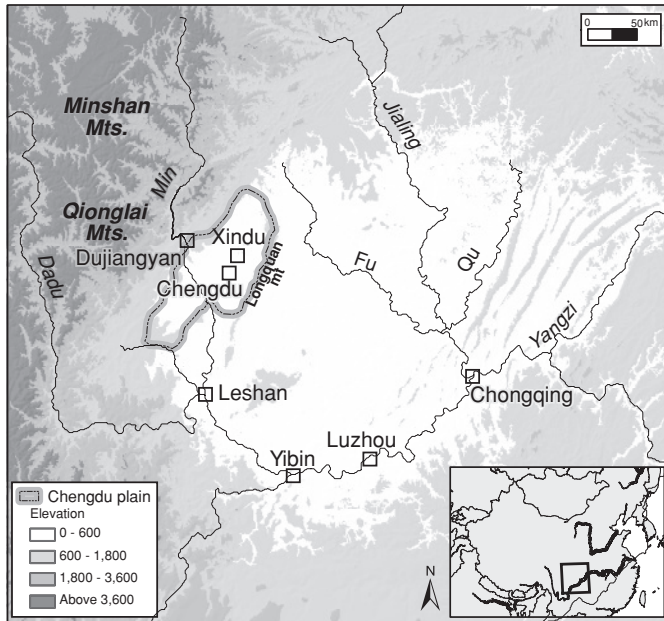 0 50km
Minshan
Mts.
Jialing
Min
Qionglai
Mts.
Xindu
Dujiangyan
Longquan
mt
Chengdu
Dadu
Fu
Qu
Yangzi
Leshan
Chongqing
Luzhou
Yibin
Chengdu plain
Elevation
0 - 600
600 - 1,800
1,800 - 3,600
Above 3,600
N